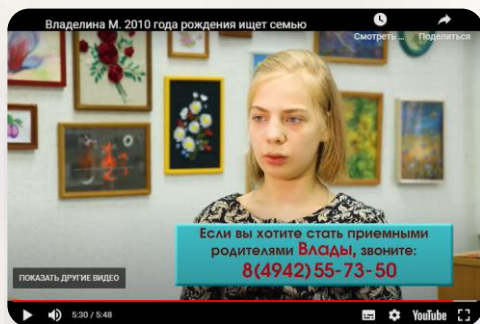 Владелина М. 2010 года рождения ищет семью
Смотреть ...
Поделиться
Если вы хотите стать приемными
родителями Влады, звоните:
8(4942)55-73-50
ПОКАЗАТЬ ДРУГИЕ ВИДЕО
5:30 / 5:48
YouTube